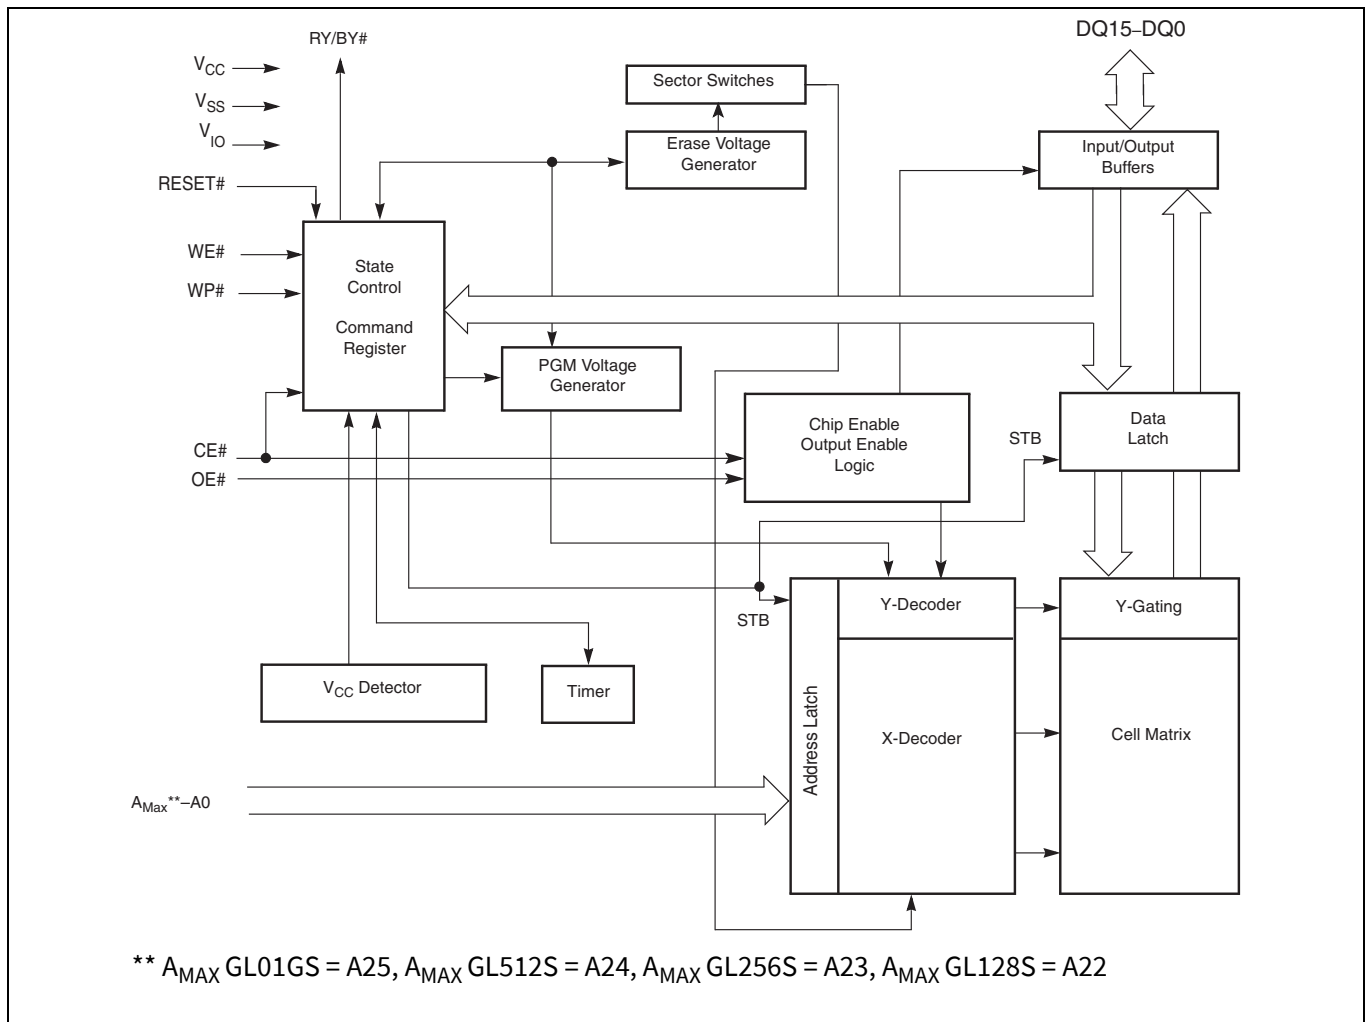 RY/BY#
DQ15–DQ0
VCC
VSS
VIO
RESET#
WE#
WP#
CE#
OE#
Sector Switches
Erase Voltage
Generator
Input/Output
Buffers
State
Control
Command
Register
PGM Voltage
Generator
Chip Enable
Output Enable
Logic
STB
Data
Latch
STB
Y-Decoder
Y-Gating
VCC Detector
Timer
Address Latch
X-Decoder
Cell Matrix
AMax**–A0
** AMAX GL01GS = A25, AMAX GL512S = A24, AMAX GL256S = A23, AMAX GL128S = A22